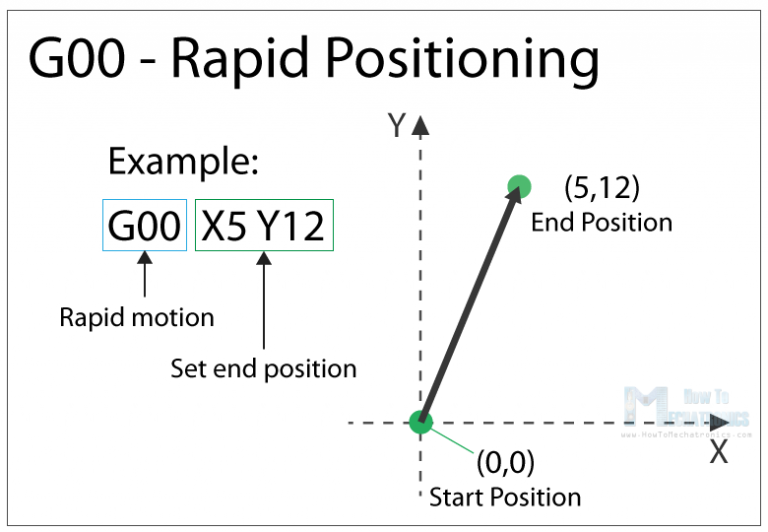 G00 - Rapid Positioning
Example:
G00 X5 Y12
Rapid motion
Set end position
Y
(5,12)
End Position
(0,0)
Start Position
X
How To
MECHATRONICS
www.HowToMechatronics.com